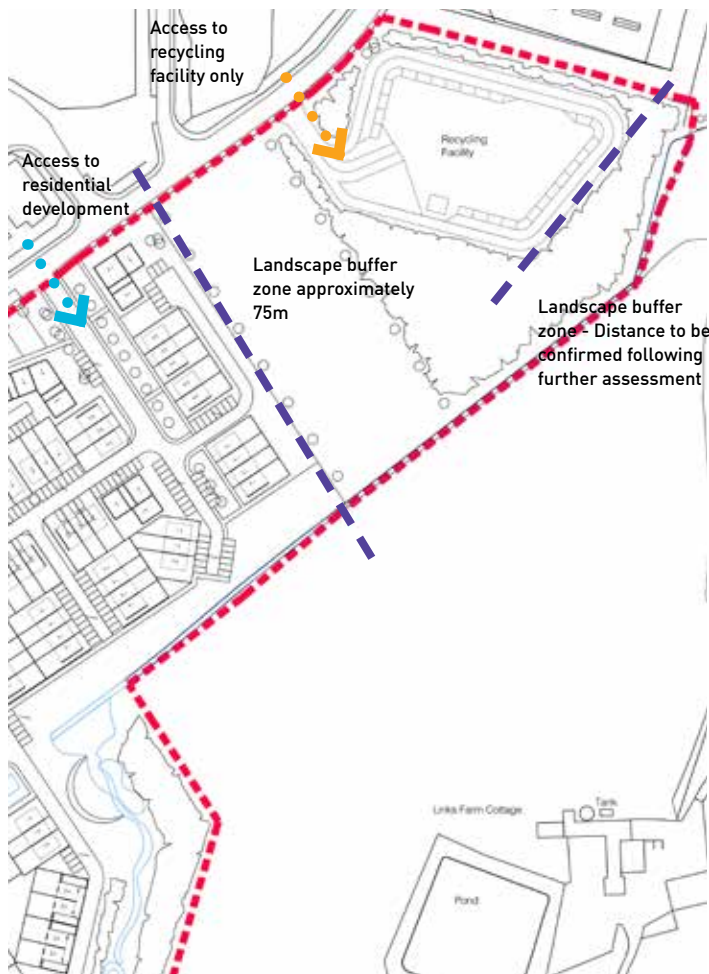 Access to
recycling
facility only
Recycling
Facility
Access to
residential
development
Landscape buffer
zone approximately
75m
Landscape buffer
zone - Distance to be
confirmed following
further assessment
Links Farm Cottage
Tank
Pond